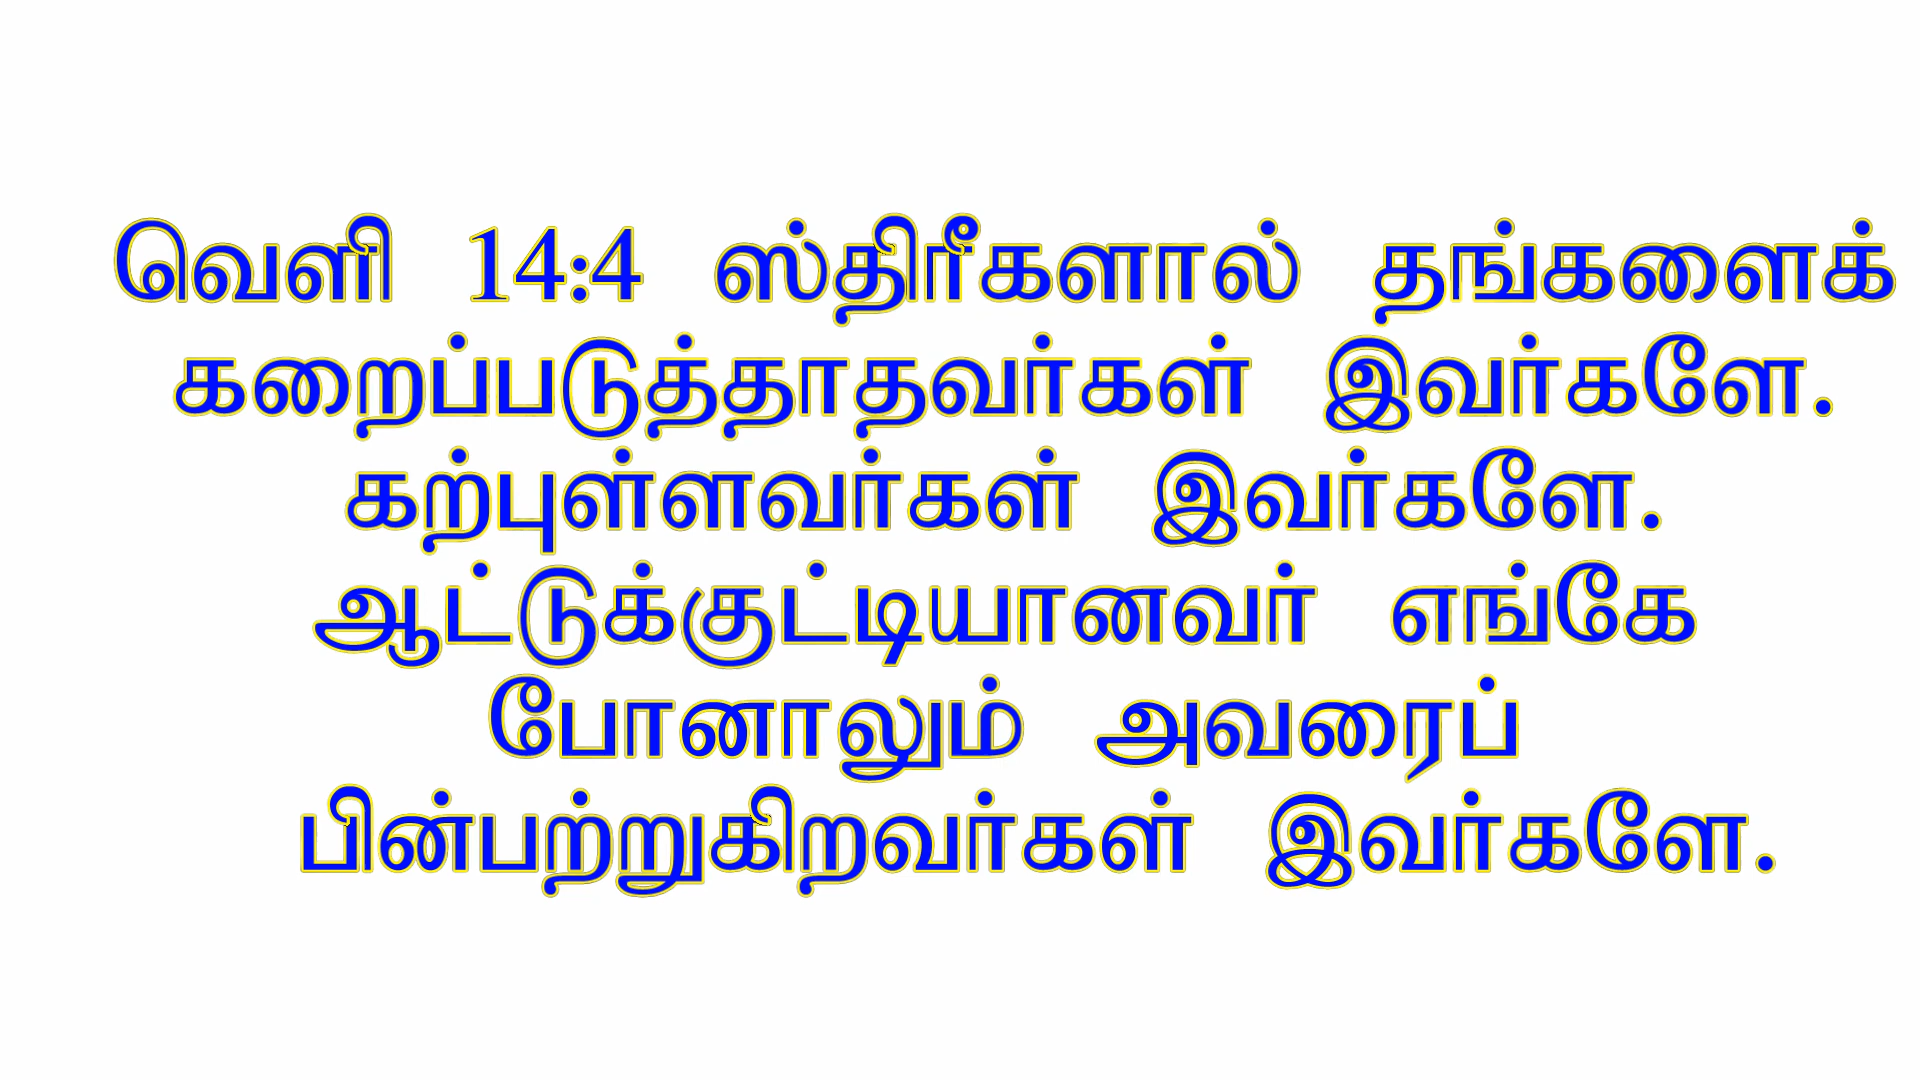 வெளி 14:4 ஸ்திரீகளால் தங்களைக்
கறைப்படுத்தாதவர்கள் இவர்களே.
கற்புள்ளவர்கள் இவர்களே.
ஆட்டுக்குட்டியானவர் எங்கே
போனாலும் அவரைப்
பின்பற்றுகிறவர்கள் இவர்களே.